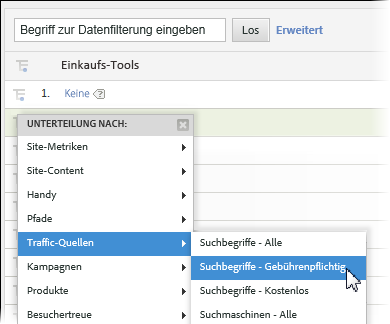 Begriff zur Datenfilterung eingeben Los Erweitert
Einkaufs-Tools
1. Keine
UNTERTEILUNG NACH:
Site-Metriken
Site-Content
Handy
Pfade
Traffic-Quellen
Suchbegriffe - Alle
Kampagnen
Suchbegriffe - Gebührenpflichtig
Produkte
Suchbegriffe - Kostenlos
Besuchertreue
Suchmaschinen - Alle